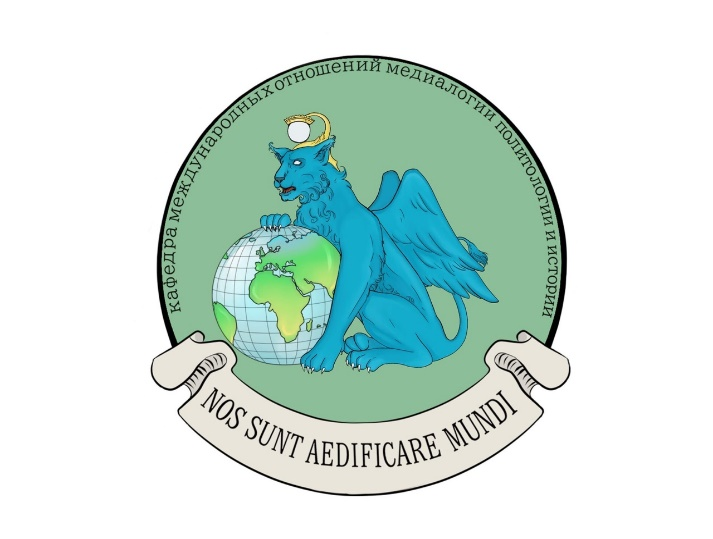 кафедра международных отношений медиалогии политологии и истории
NOS SUNT AEDIFICARE MUNDI